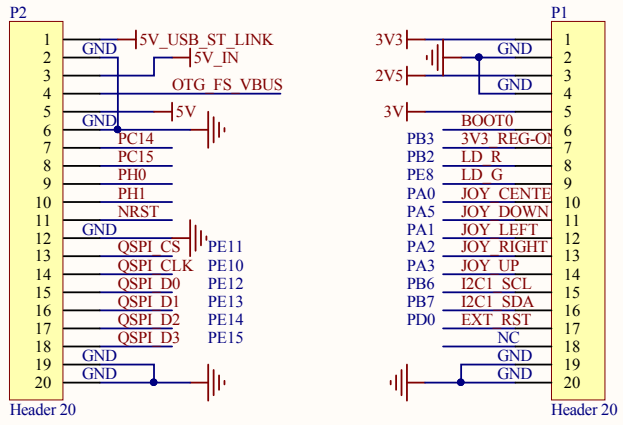 P2
1 5V_USB_ST_LINK
GND
2 5V_IN
3
4 OTG_FS_VBUS
5 5V
GND
6
7 PC14
8 PC15
9 PH0
10 PH1
11 NRST
GND
12
13 QSPI_CS PE11
14 QSPI_CLK PE10
15 QSPI_D0 PE12
16 QSPI_D1 PE13
17 QSPI_D2 PE14
18 QSPI_D3 PE15
GND
19
GND
20
Header 20
P1
3V3 1
GND
2
2V5 3
GND
4
3V 5
BOOT0 6
PB3 3V3_REG-ON 7
PB2 LD_R 8
PE8 LD_G 9
PA0 JOY_CENTE 10
PA5 JOY_DOWN 11
PA1 JOY_LEFT 12
PA2 JOY_RIGHT 13
PA3 JOY_UP 14
PB6 I2C1_SCL 15
PB7 I2C1_SDA 16
PD0 EXT_RST 17
NC 18
GND
19
GND
20
Header 20